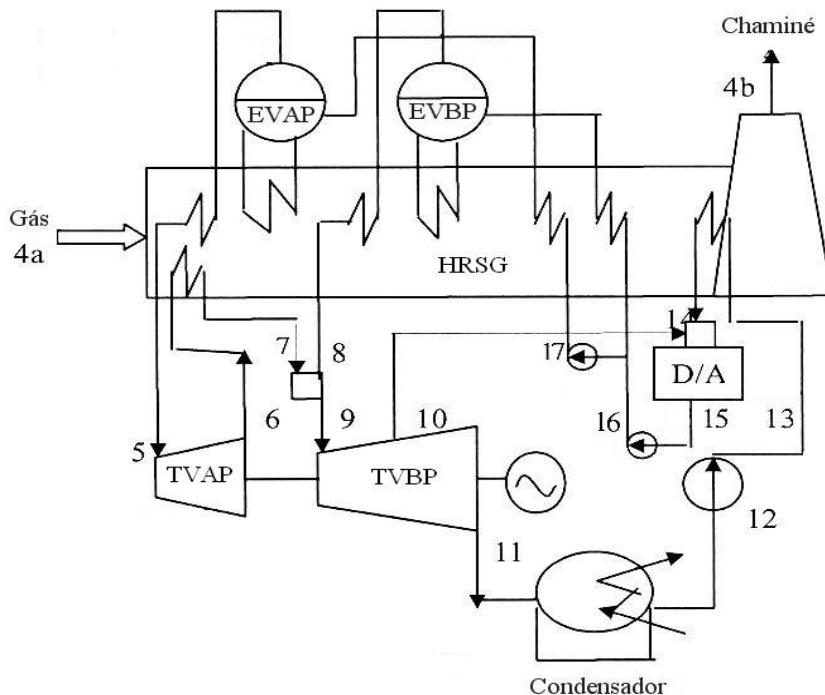 Chaminé
4b
EVAP
EVBP
Gás
4a
HRSG
7
8
17
D/A
5
6
9
10
16
15
13
TVAP
TVBP
12
11
Condensador